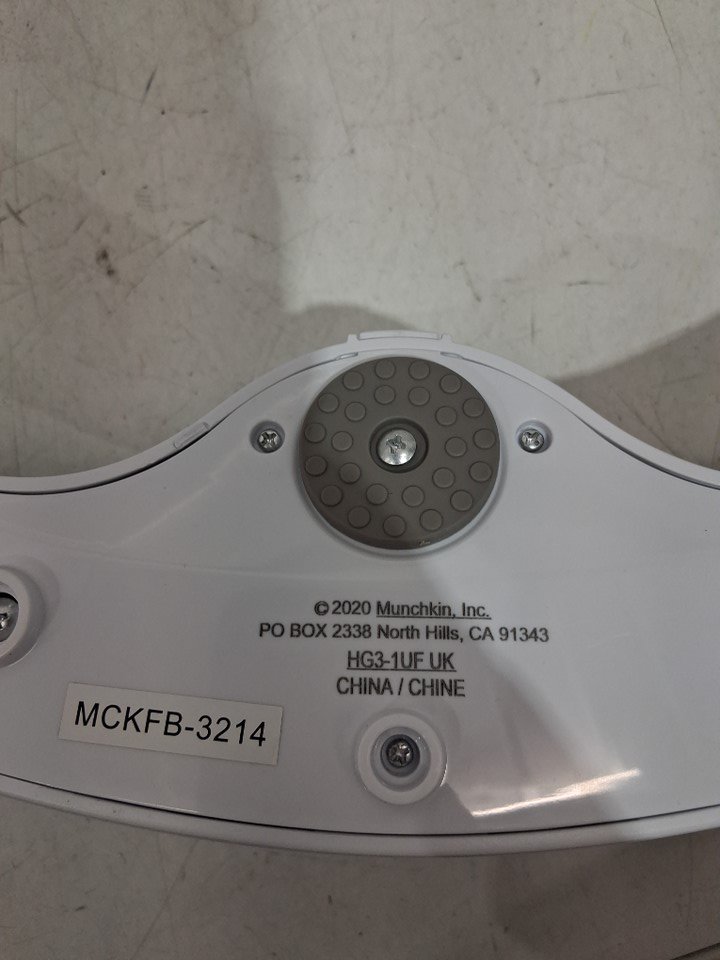 © 2020 Munchkin, Inc.
PO BOX 2338 North Hills, CA 91343
HG3-1UF UK
CHINA / CHINE
MCKFB-3214